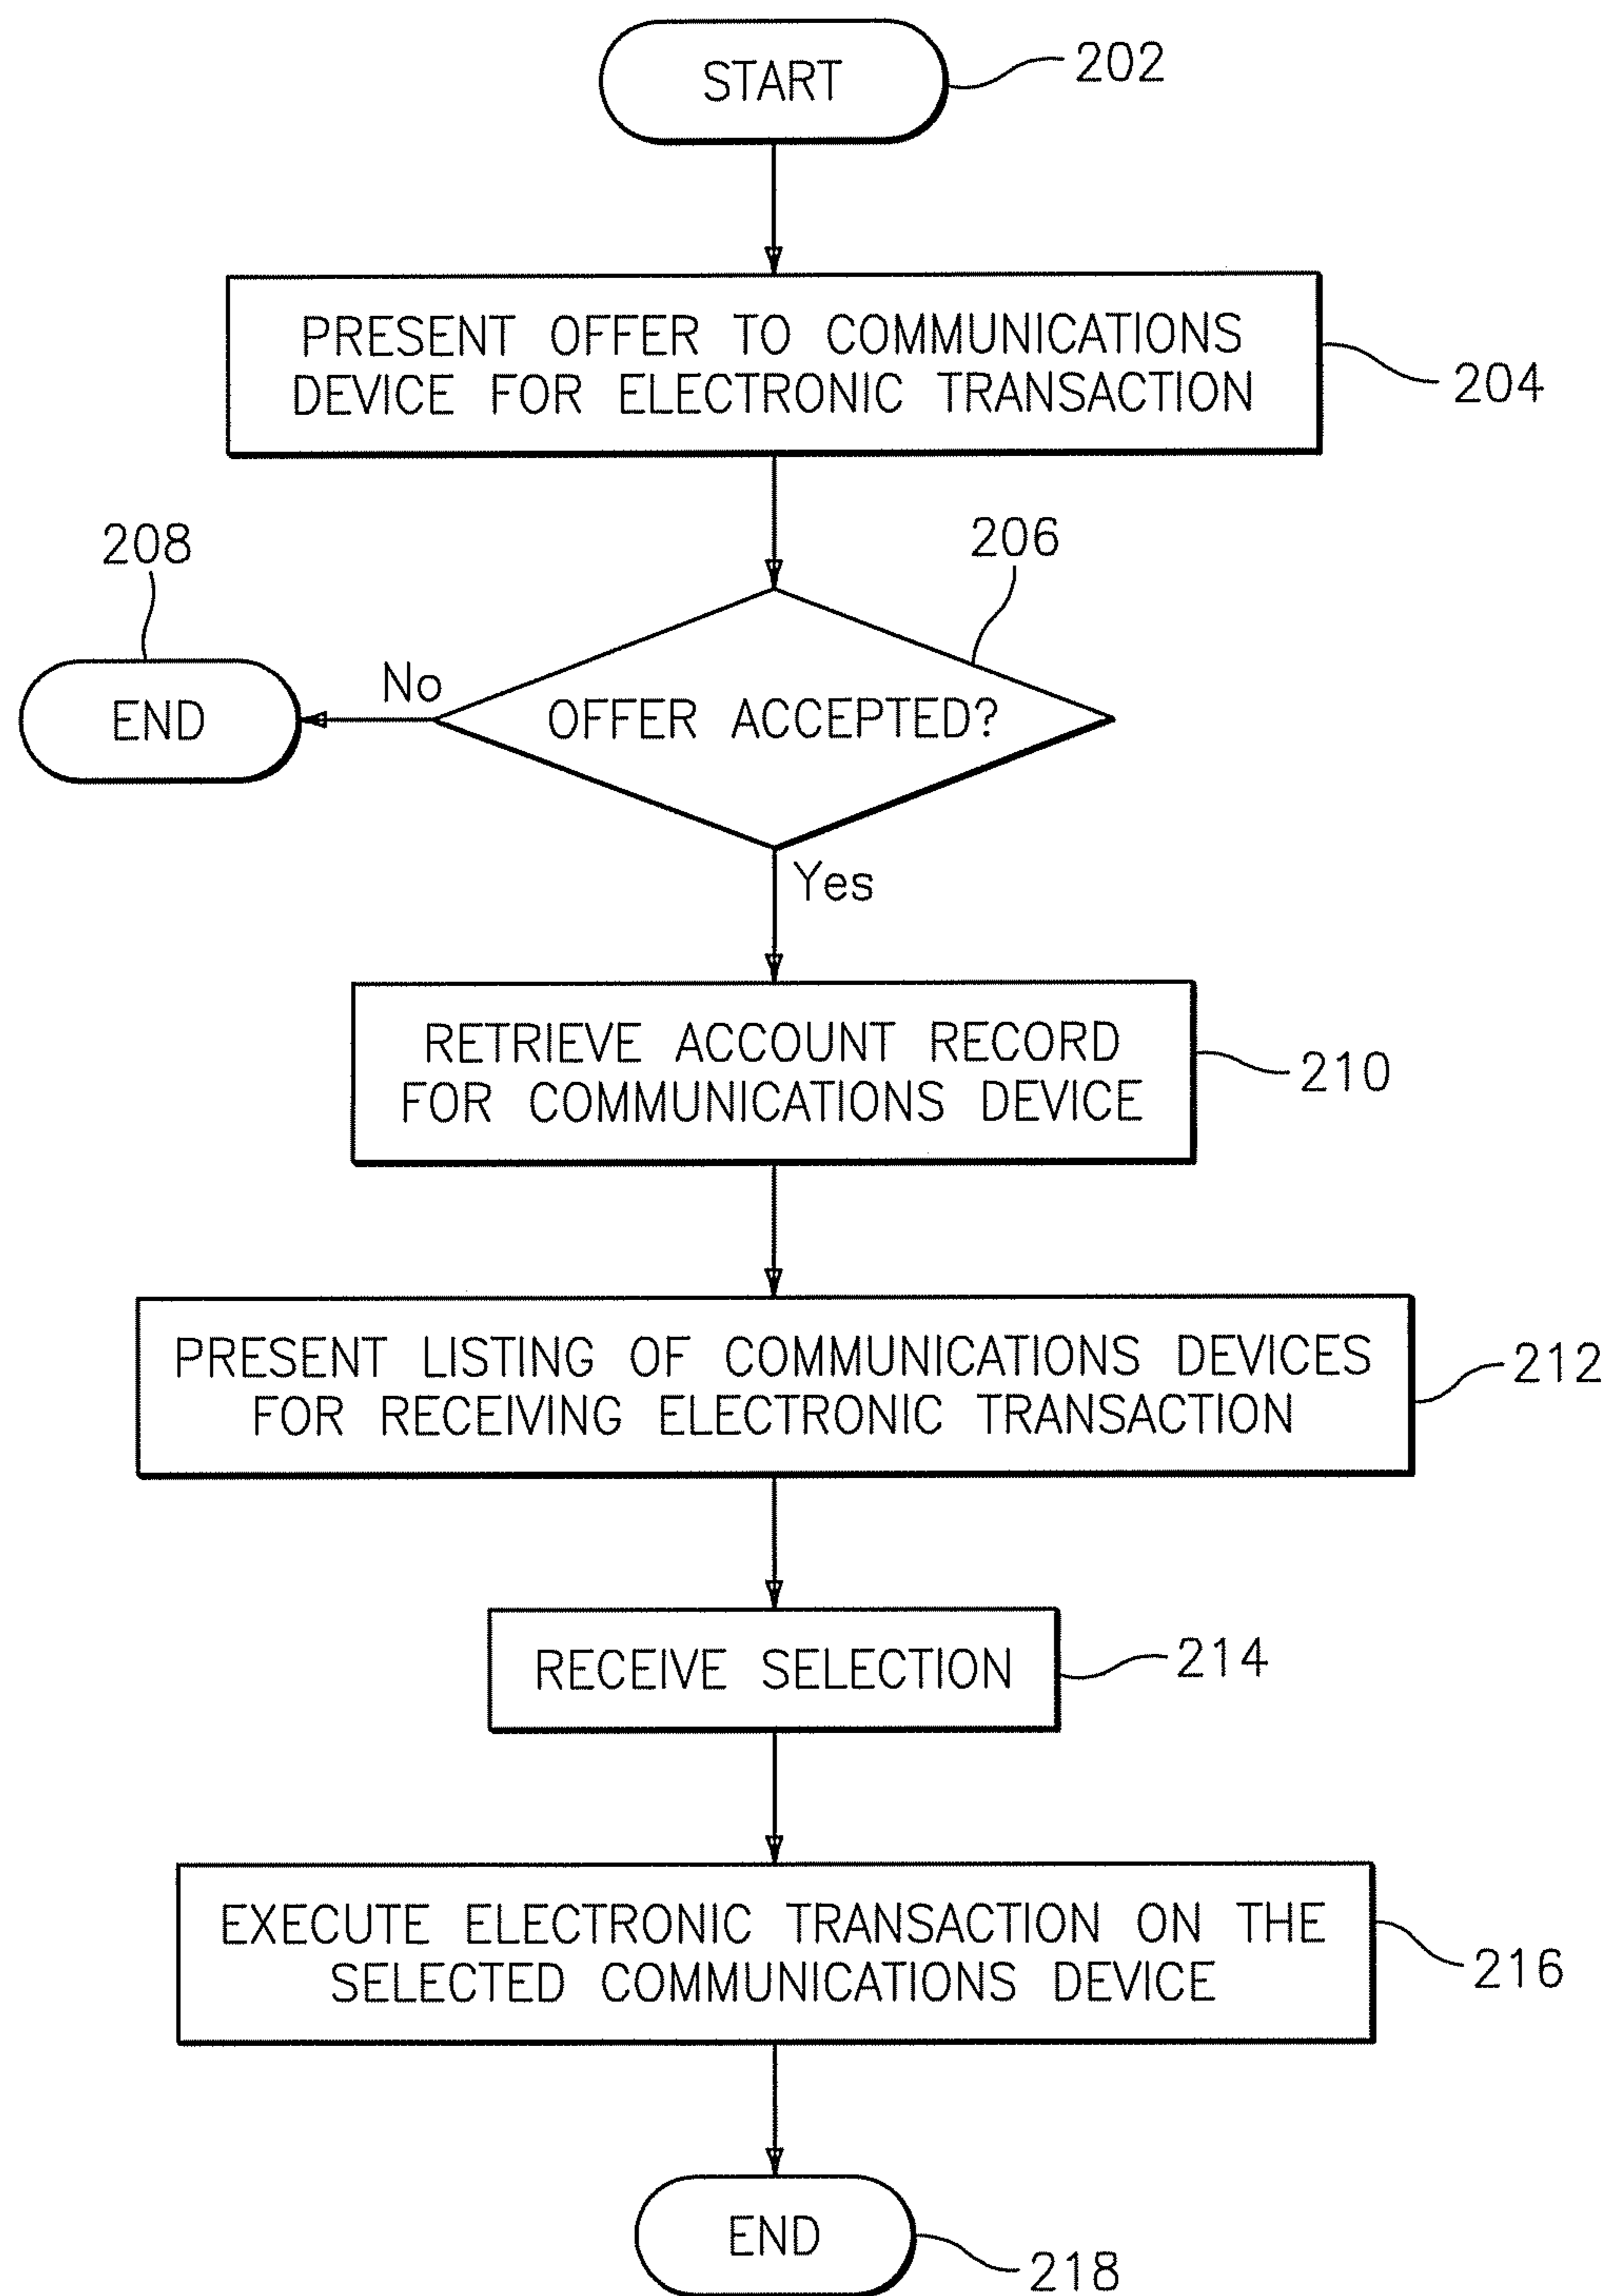 START
202
PRESENT OFFER TO COMMUNICATIONS
DEVICE FOR ELECTRONIC TRANSACTION
204
208
206
END
No
OFFER ACCEPTED?
Yes
RETRIEVE ACCOUNT RECORD
FOR COMMUNICATIONS DEVICE
210
PRESENT LISTING OF COMMUNICATIONS DEVICES
FOR RECEIVING ELECTRONIC TRANSACTION
212
RECEIVE SELECTION
214
EXECUTE ELECTRONIC TRANSACTION ON THE
SELECTED COMMUNICATIONS DEVICE
216
END
218